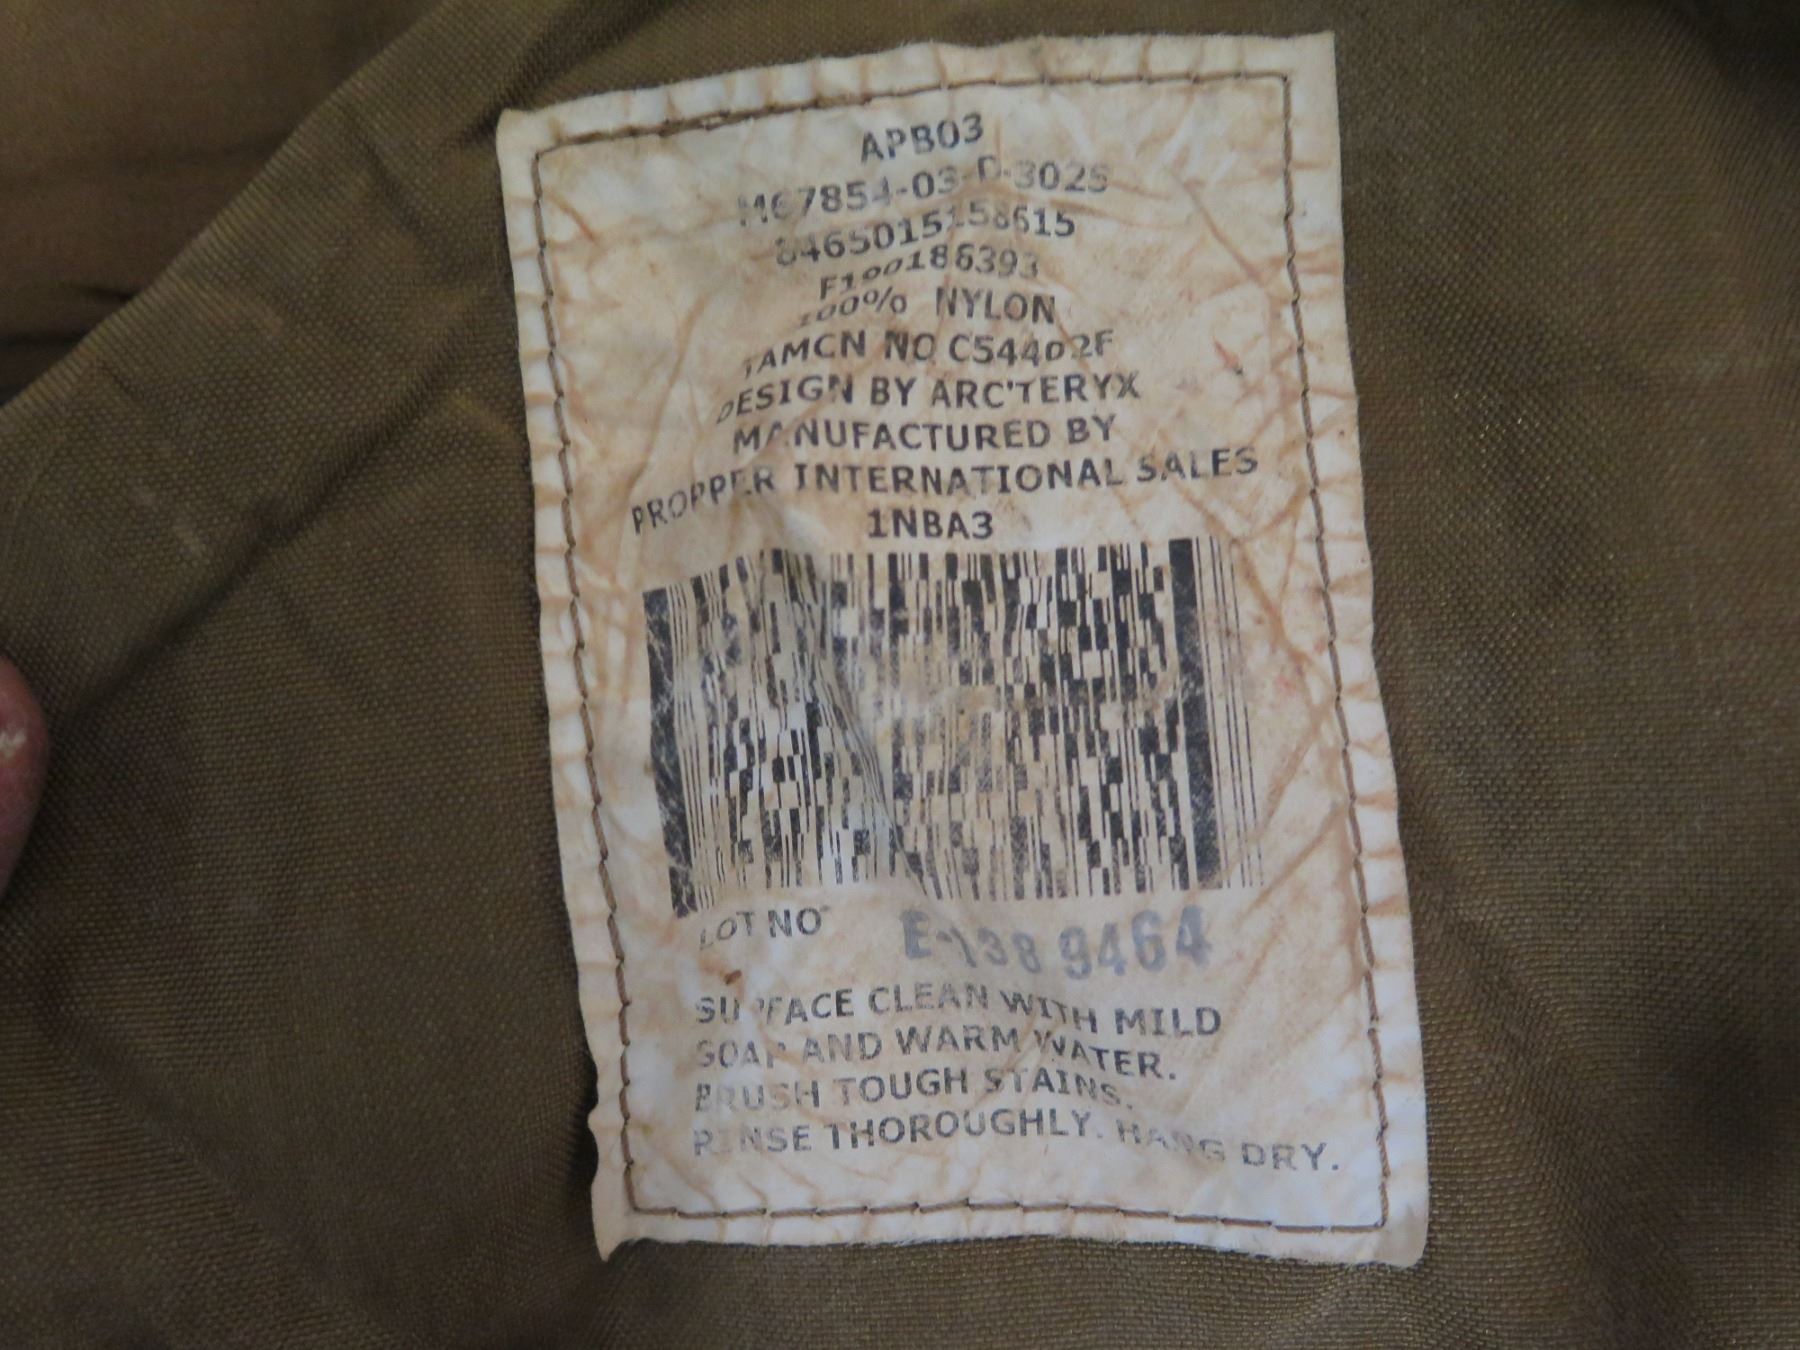 APB03
M67854-03-D-3025
8465015158615
F100186393
100% NYLON
TAMCN NO C54402F
DESIGN BY ARC'TERYX
MANUFACTURED BY
PROPPER INTERNATIONAL SALES
1NBA3
LOT NO E-138 9464
SURFACE CLEAN WITH MILD
SOAP AND WARM WATER.
BRUSH TOUGH STAINS.
RINSE THOROUGHLY. HANG DRY.